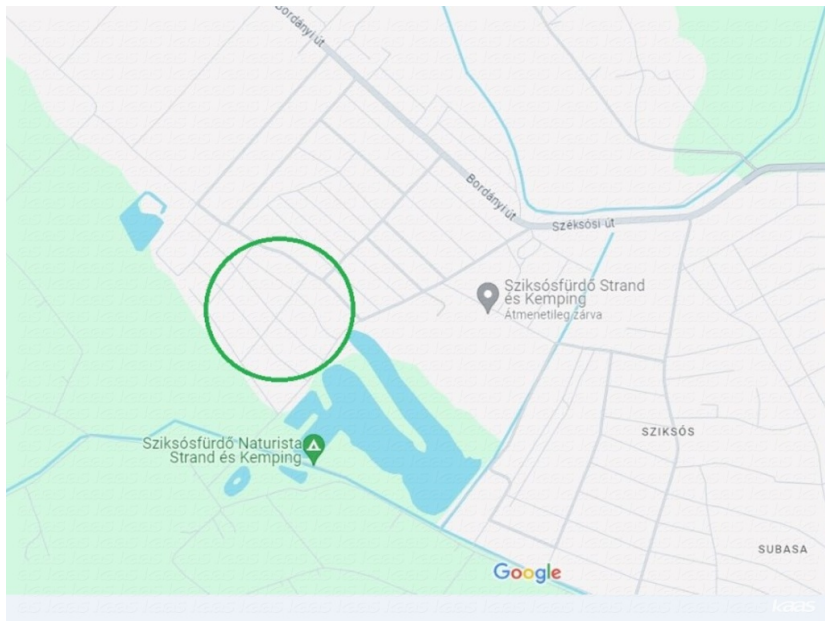 Bordányi út
Bordányi út
Széksósi út
Sziksósfürdő Strand
és Kemping
Átmenetileg zárva
SZIKSÓS
Sziksósfürdő Naturista
Strand és Kemping
SUBASA
Google
kaas